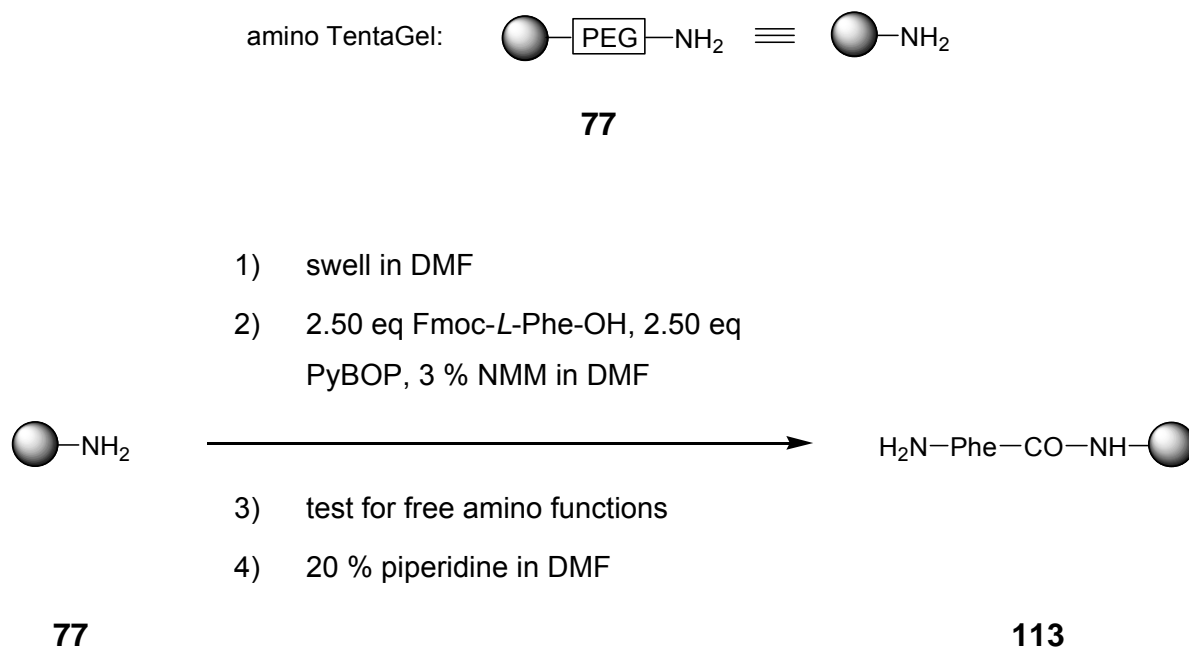 amino TentaGel: PEG NH2 NH2
77
1) swell in DMF
2) 2.50 eq Fmoc-L-Phe-OH, 2.50 eq
PyBOP, 3 % NMM in DMF
NH2 H2N–Phe–CO–NH
3) test for free amino functions
4) 20 % piperidine in DMF
77 113